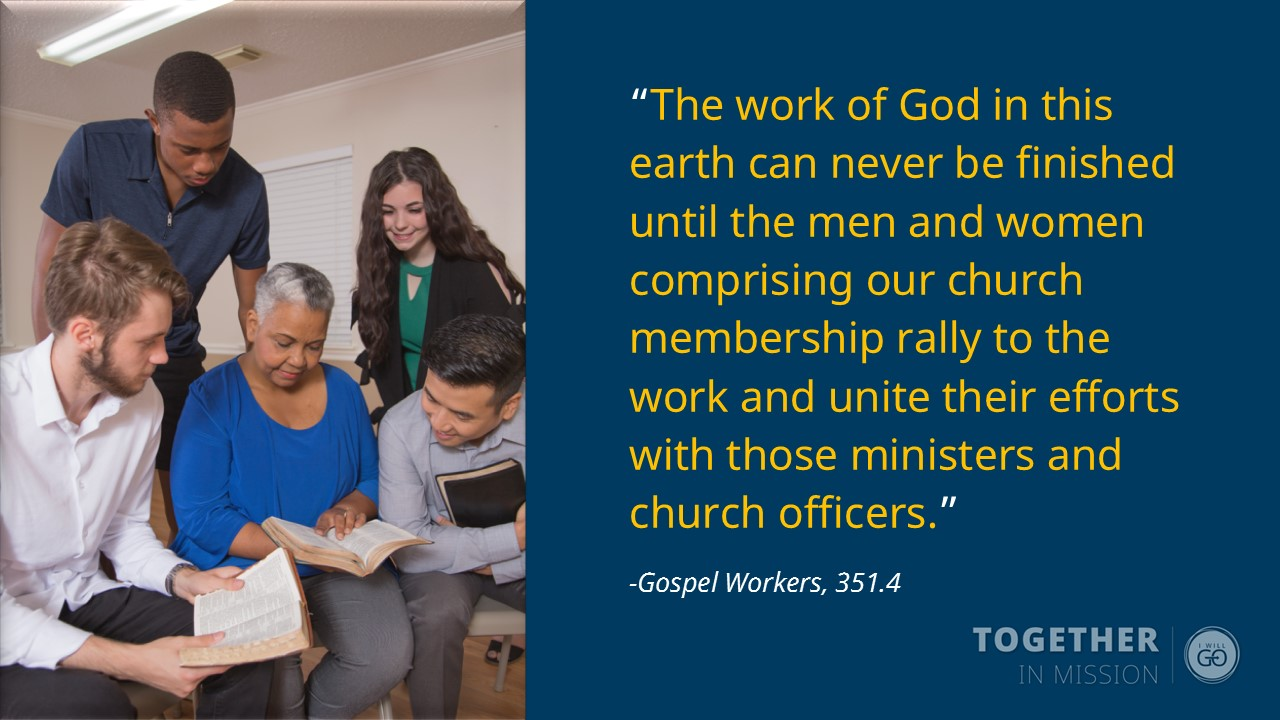 “The work of God in this
earth can never be finished
until the men and women
comprising our church
membership rally to the
work and unite their efforts
with those ministers and
church officers.”
-Gospel Workers, 351.4
TOGETHER
IN MISSION
I WILL
GO